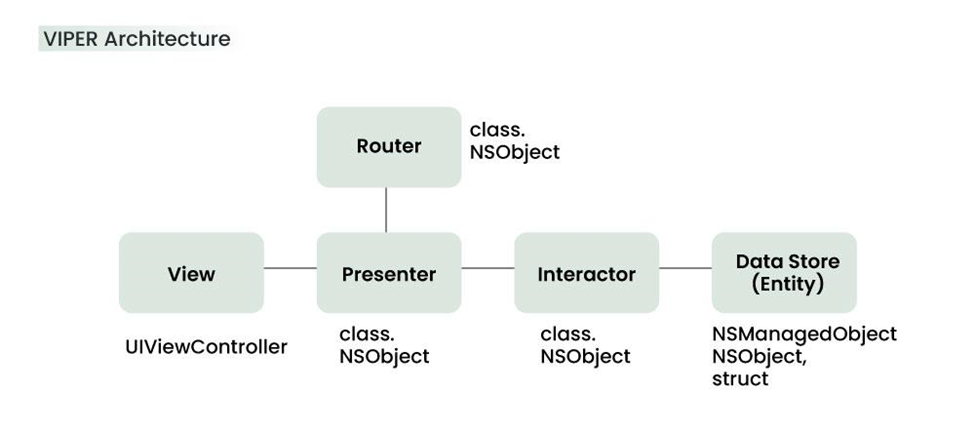 VIPER Architecture
Router
class.
NSObject
View
Presenter
Interactor
Data Store
(Entity)
UIViewController
class.
NSObject
class.
NSObject
NSManagedObject
NSObject,
struct